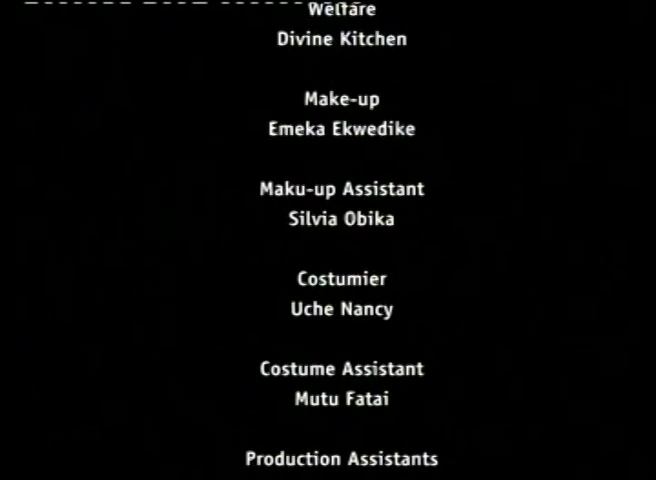 Welfare
Divine Kitchen
Make-up
Emeka Ekwedike
Maku-up Assistant
Silvia Obika
Costumier
Uche Nancy
Costume Assistant
Mutu Fatai
Production Assistants